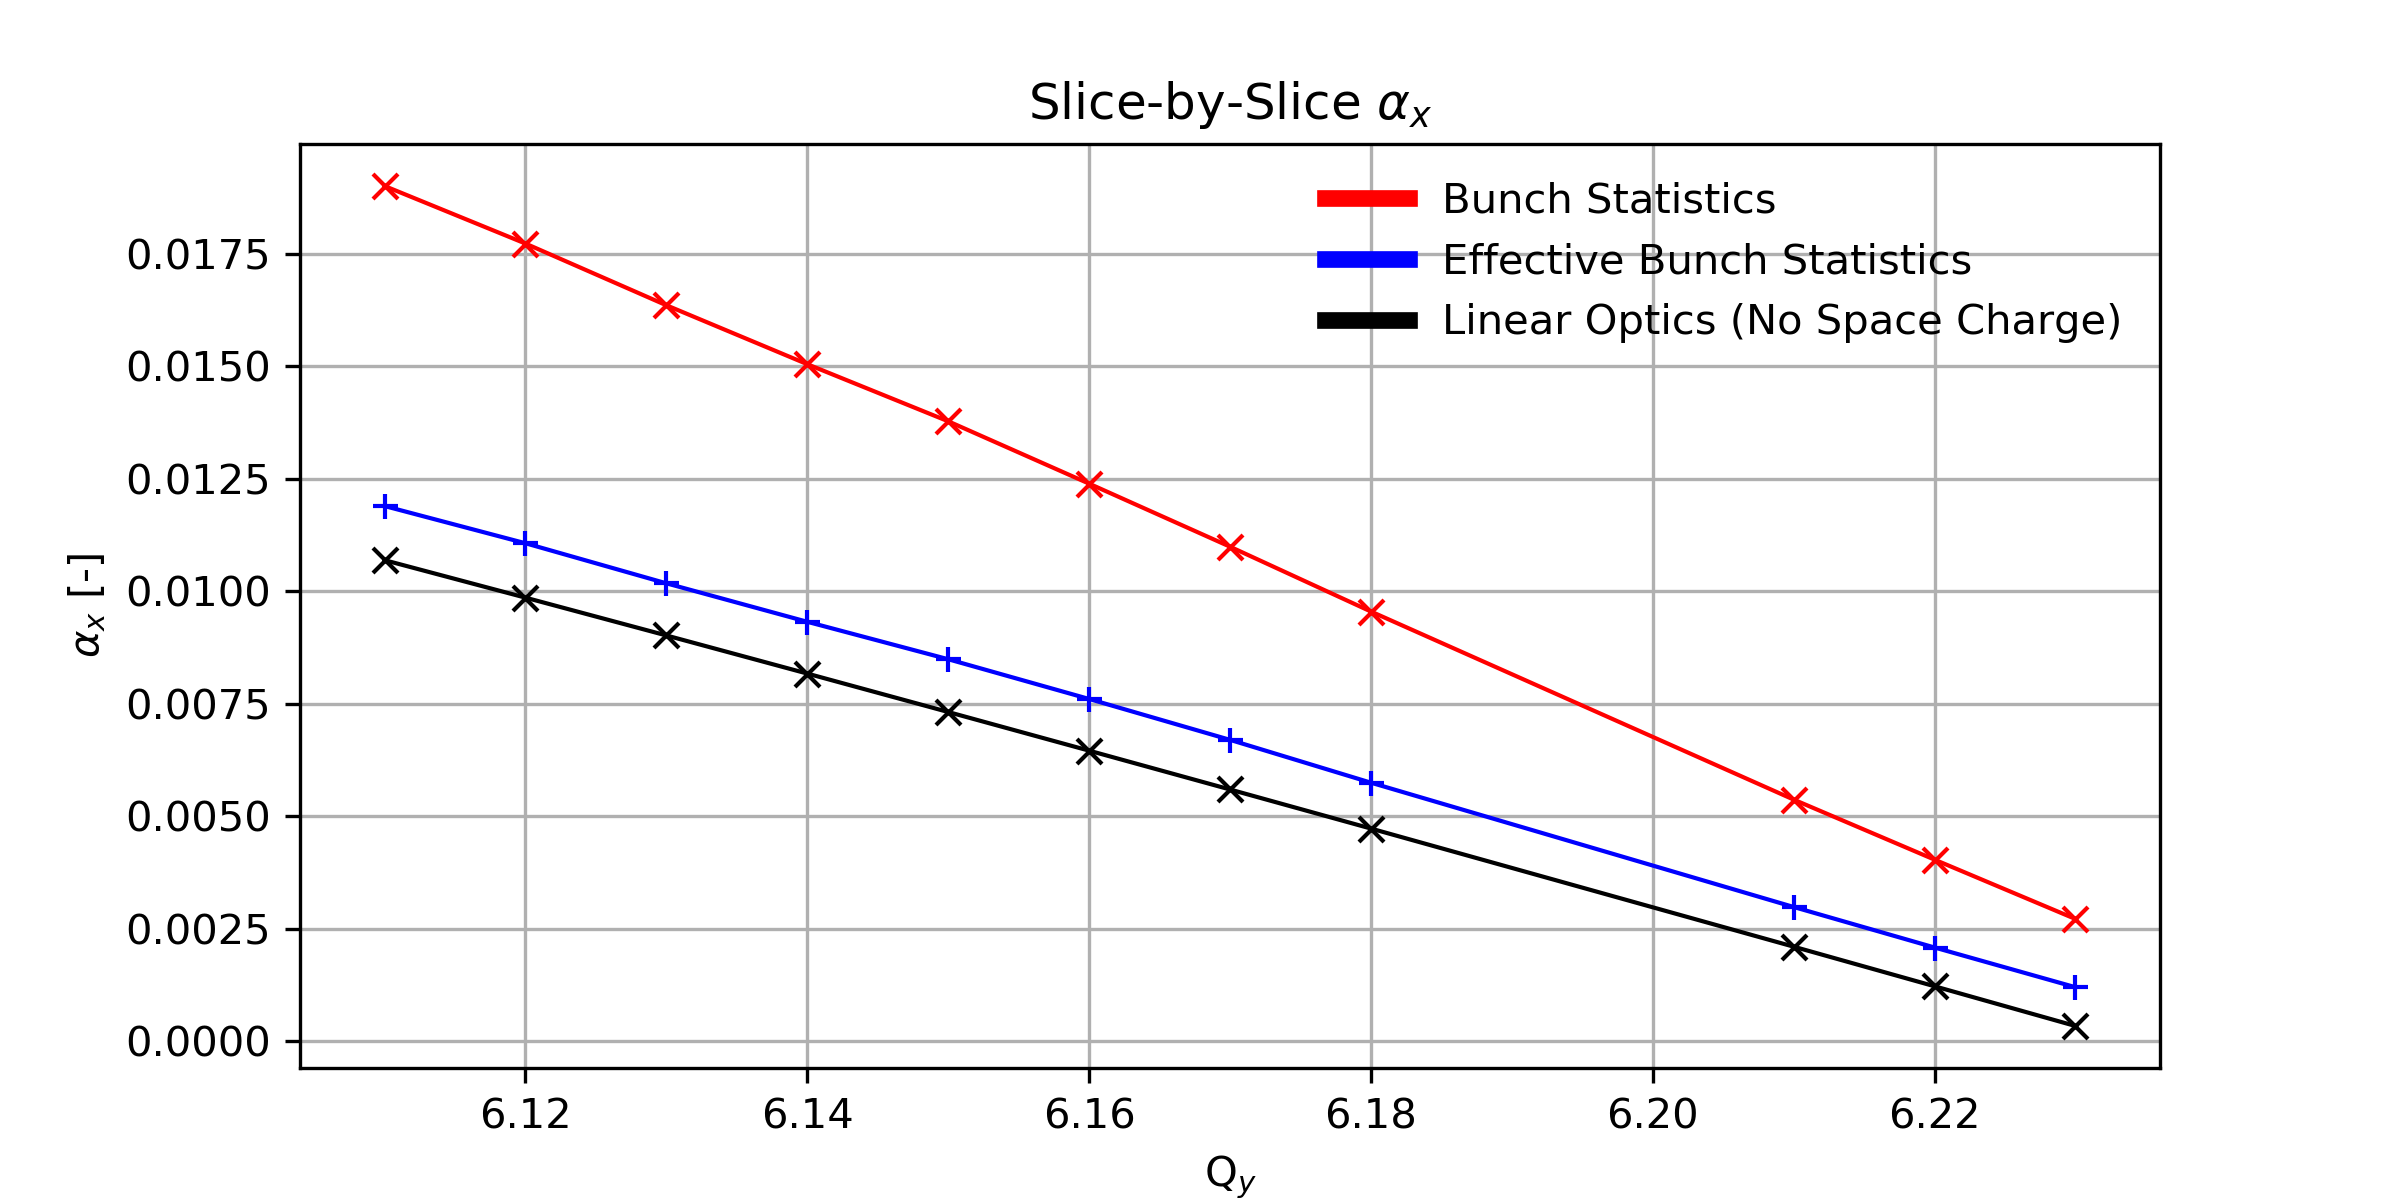 Slice-by-Slice αₓ
Bunch Statistics
Effective Bunch Statistics
Linear Optics (No Space Charge)
αₓ [-]
0.0175
0.0150
0.0125
0.0100
0.0075
0.0050
0.0025
0.0000
6.12 6.14 6.16 6.18 6.20 6.22
Q_y